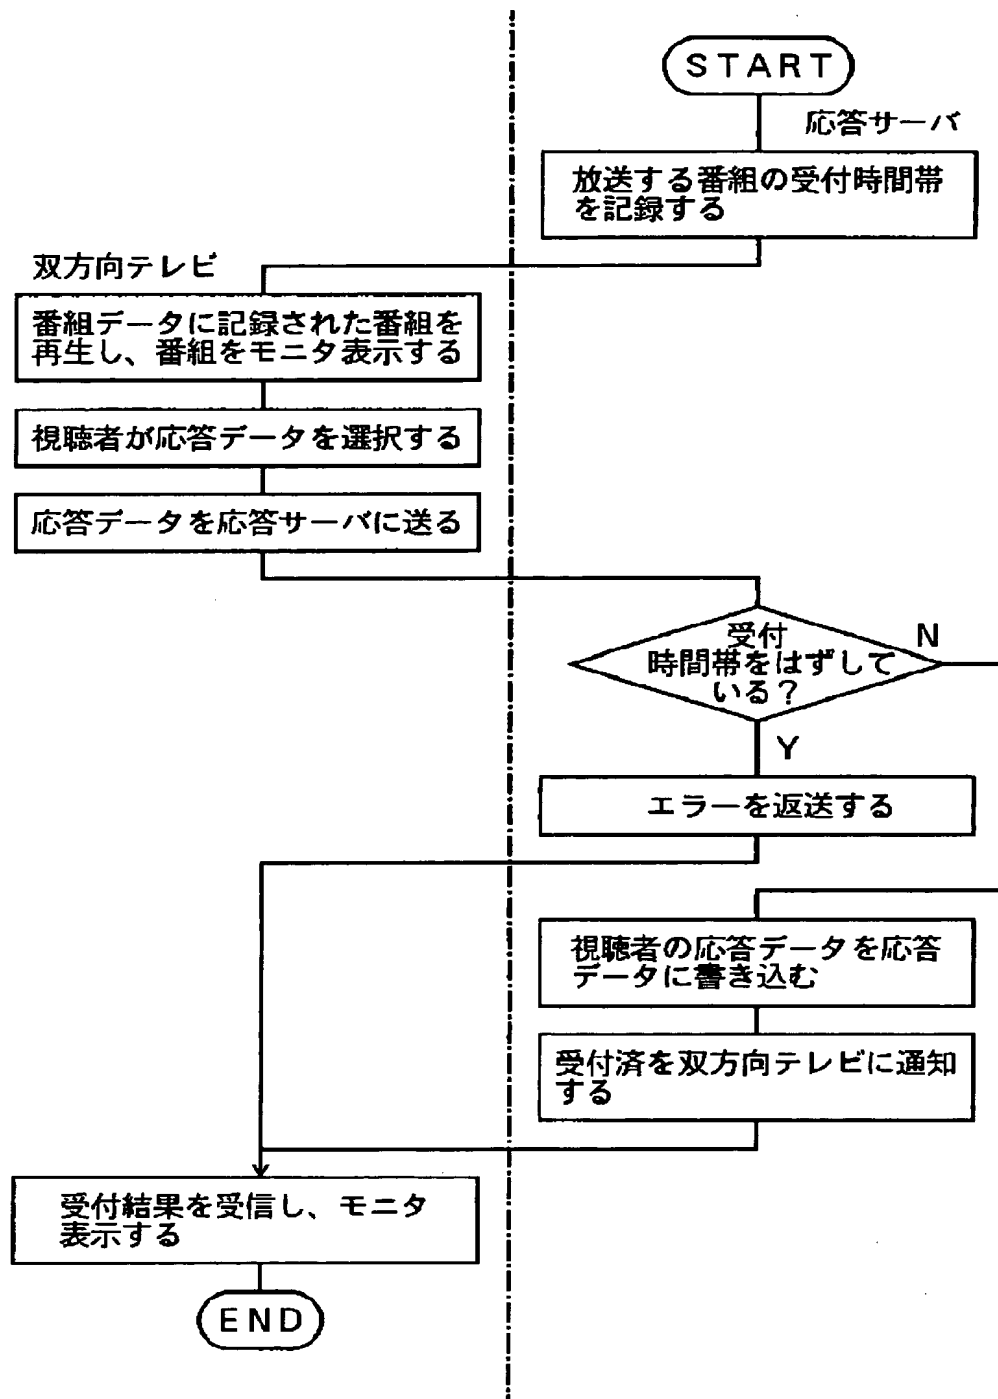 START
応答サーバ
放送する番組の受付時間帯
を記録する
双方向テレビ
番組データに記録された番組を
再生し、番組をモニタ表示する
視聴者が応答データを選択する
応答データを応答サーバに送る
受付
時間帯をはずして
いる?
N
Y
エラーを返送する
視聴者の応答データを応答
データに書き込む
受付済を双方向テレビに通知
する
受付結果を受信し、モニタ
表示する
END